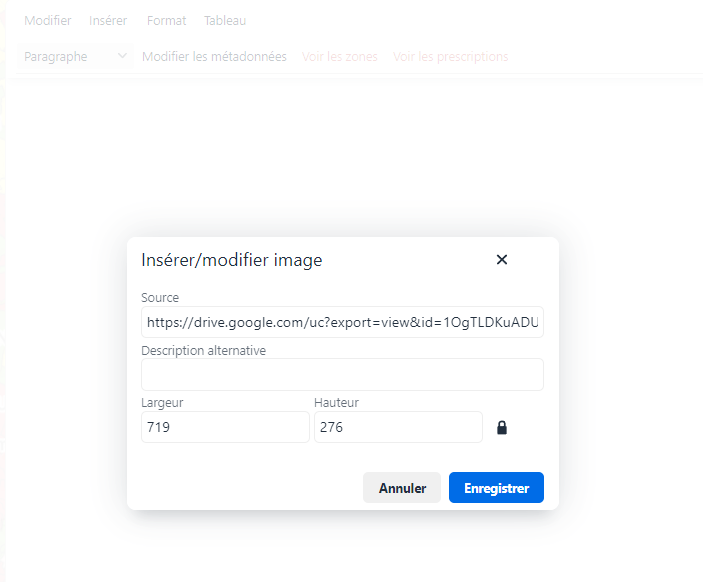 Modifier Insérer Format Tableau
Paragraphe Modifier les métadonnées Voir les zones Voir les prescriptions
Insérer/modifier image
Source
https://drive.google.com/uc?export=view&id=1OgTLDKuADU
Description alternative
Largeur Hauteur
719 276
Annuler Enregistrer